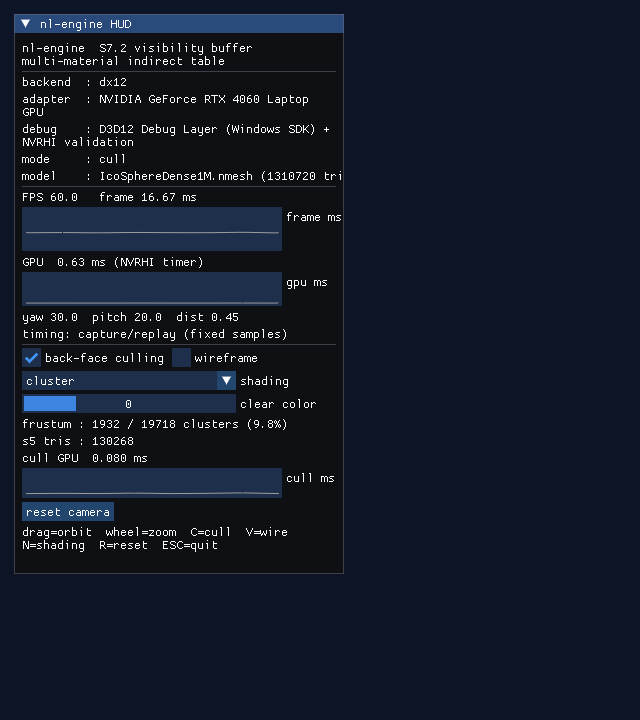 nl-engine HUD
nl-engine  S7.2 visibility buffer
multi-material indirect table
backend  : dx12
adapter  : NVIDIA GeForce RTX 4060 Laptop
GPU
debug    : D3D12 Debug Layer (Windows SDK) +
NVRHI validation
mode     : cull
model    : IcoSphereDense1M.nmesh (1310720 tri
FPS 60.0   frame 16.67 ms
frame ms
GPU  0.63 ms (NVRHI timer)
gpu ms
yaw 30.0  pitch 20.0  dist 0.45
timing: capture/replay (fixed samples)
back-face culling  wireframe
cluster  shading
0  clear color
frustum : 1932 / 19718 clusters (9.8%)
s5 tris : 130268
cull GPU  0.080 ms
cull ms
reset camera
drag=orbit  wheel=zoom  C=cull  V=wire
N=shading  R=reset  ESC=quit